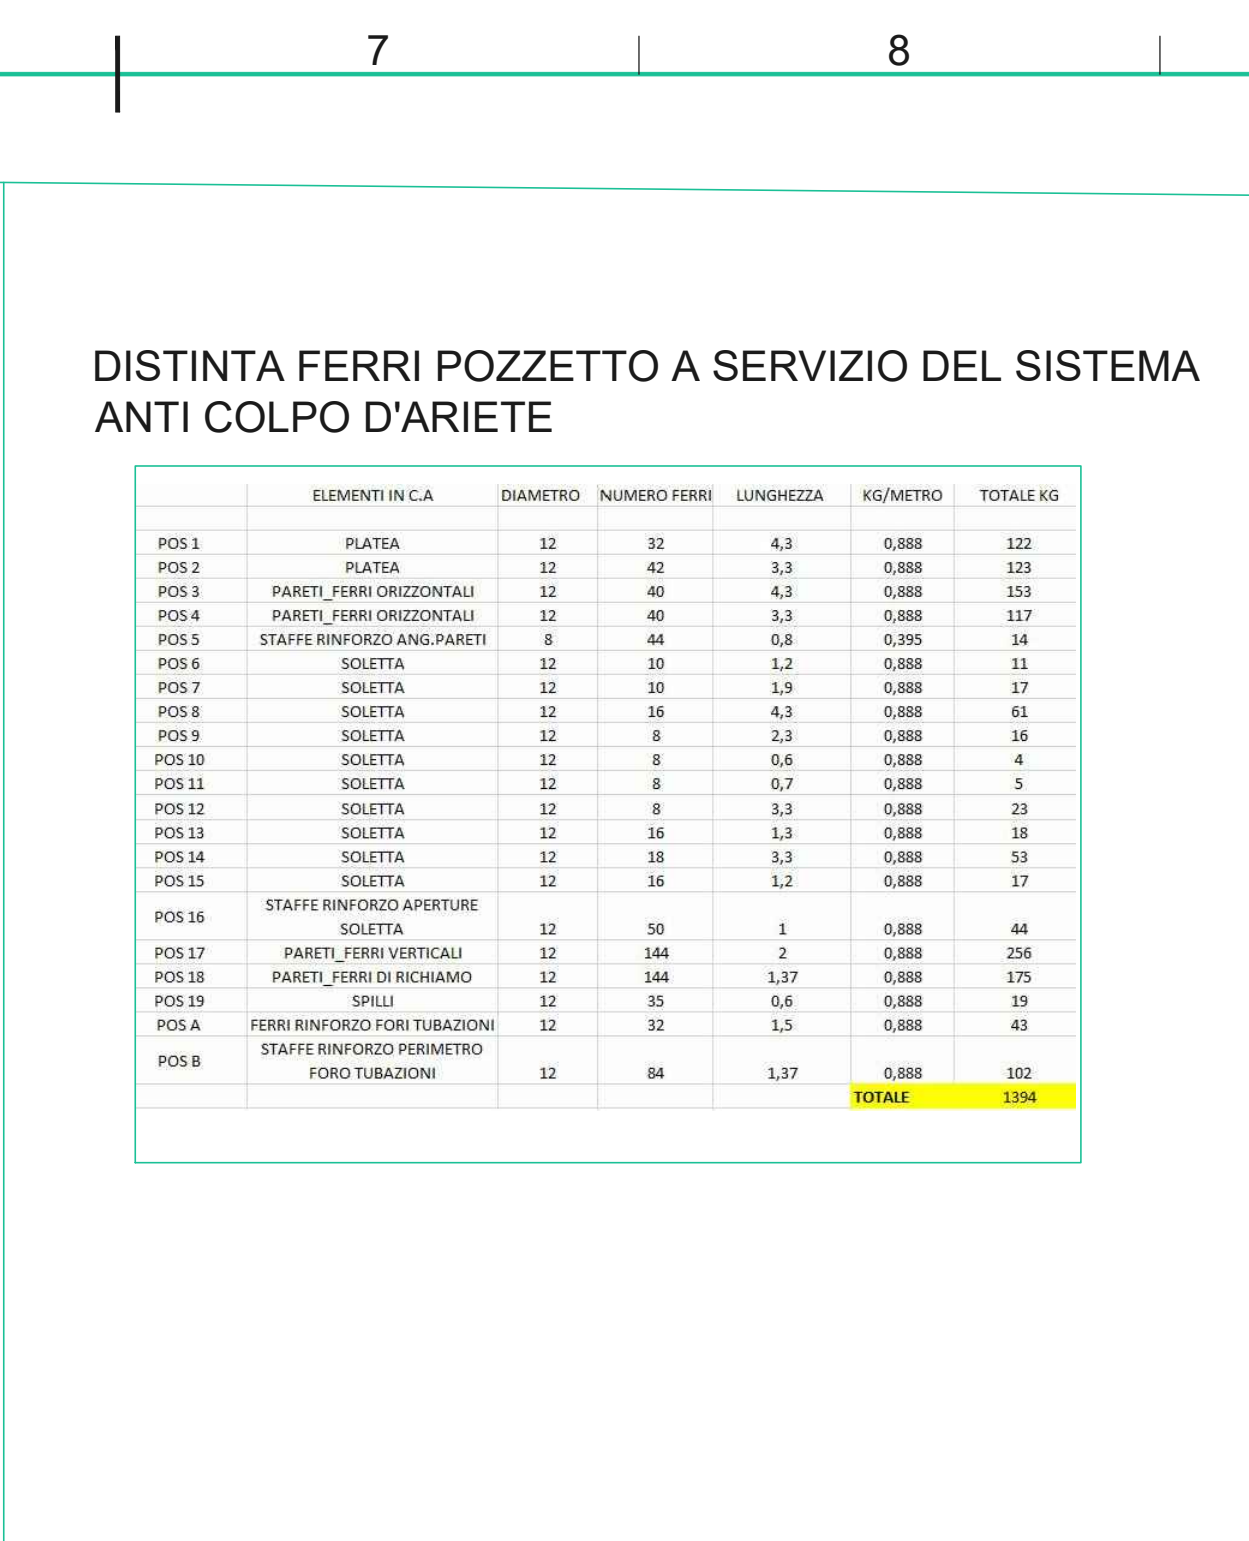 7 8
DISTINTA FERRI POZZETTO A SERVIZIO DEL SISTEMA
ANTI COLPO D'ARIETE
ELEMENTI IN C.A DIAMETRO NUMERO FERRI LUNGHEZZA KG/METRO TOTALE KG
POS 1 PLATEA 12 32 4,3 0,888 122
POS 2 PLATEA 12 42 3,3 0,888 123
POS 3 PARETI_FERRI ORIZZONTALI 12 40 4,3 0,888 153
POS 4 PARETI_FERRI ORIZZONTALI 12 40 3,3 0,888 117
POS 5 STAFFE RINFORZO ANG.PARETI 8 44 0,8 0,395 14
POS 6 SOLETTA 12 10 1,2 0,888 11
POS 7 SOLETTA 12 10 1,9 0,888 17
POS 8 SOLETTA 12 16 4,3 0,888 61
POS 9 SOLETTA 12 8 2,3 0,888 16
POS 10 SOLETTA 12 8 0,6 0,888 4
POS 11 SOLETTA 12 8 0,7 0,888 5
POS 12 SOLETTA 12 8 3,3 0,888 23
POS 13 SOLETTA 12 16 1,3 0,888 18
POS 14 SOLETTA 12 18 3,3 0,888 53
POS 15 SOLETTA 12 16 1,2 0,888 17
POS 16 STAFFE RINFORZO APERTURE
SOLETTA 12 50 1 0,888 44
POS 17 PARETI_FERRI VERTICALI 12 144 2 0,888 256
POS 18 PARETI_FERRI DI RICHIAMO 12 144 1,37 0,888 175
POS 19 SPILLI 12 35 0,6 0,888 19
POS A FERRI RINFORZO FORI TUBAZIONI 12 32 1,5 0,888 43
POS B STAFFE RINFORZO PERIMETRO
FORO TUBAZIONI 12 84 1,37 0,888 102
TOTALE 1394